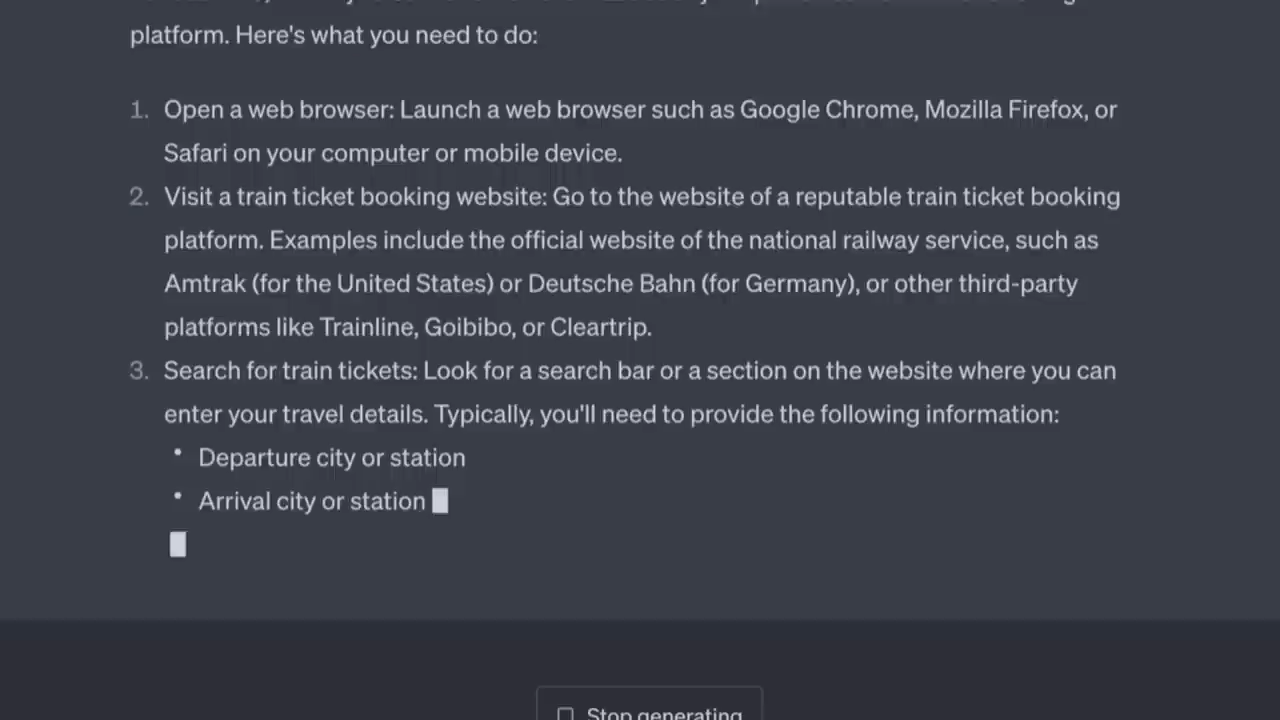 platform. Here's what you need to do:
1. Open a web browser: Launch a web browser such as Google Chrome, Mozilla Firefox, or
Safari on your computer or mobile device.
2. Visit a train ticket booking website: Go to the website of a reputable train ticket booking
platform. Examples include the official website of the national railway service, such as
Amtrak (for the United States) or Deutsche Bahn (for Germany), or other third-party
platforms like Trainline, Goibibo, or Cleartrip.
3. Search for train tickets: Look for a search bar or a section on the website where you can
enter your travel details. Typically, you'll need to provide the following information:
• Departure city or station
• Arrival city or station
Stop generating